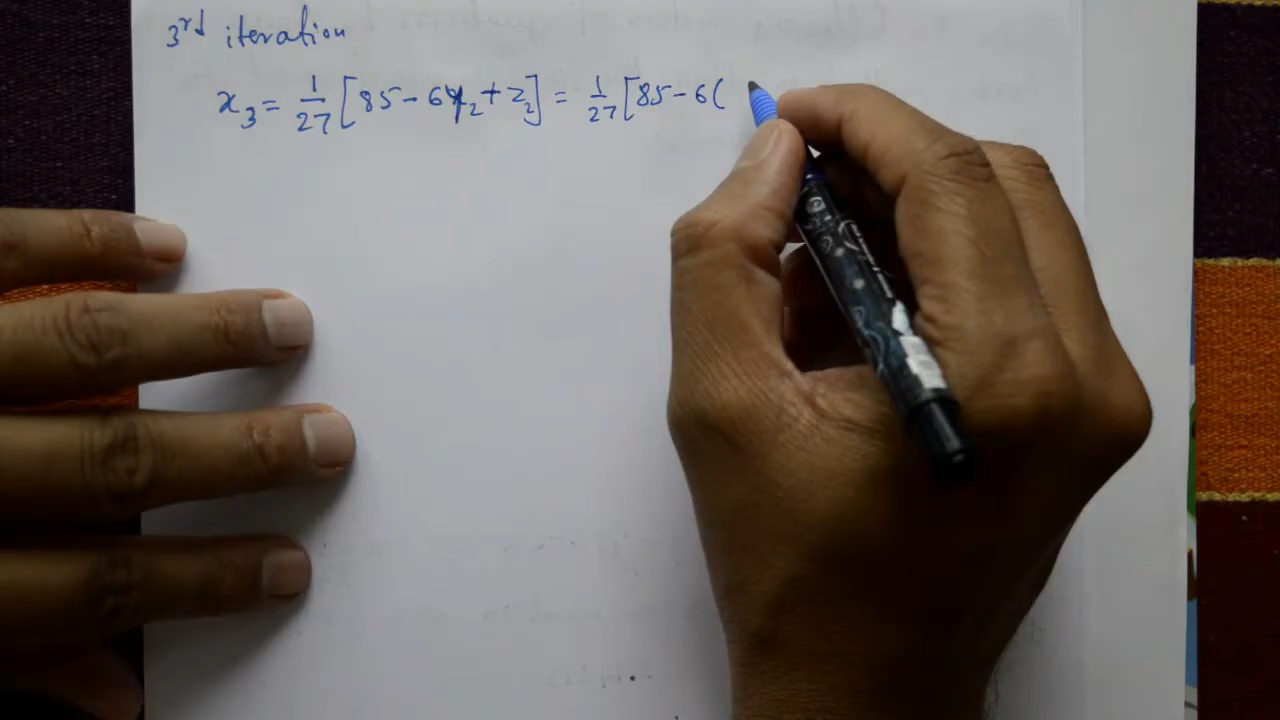 3rd iteration
x₃ = 1/27 [85 - 6y₂ + z₂] = 1/27 [85 - 6(